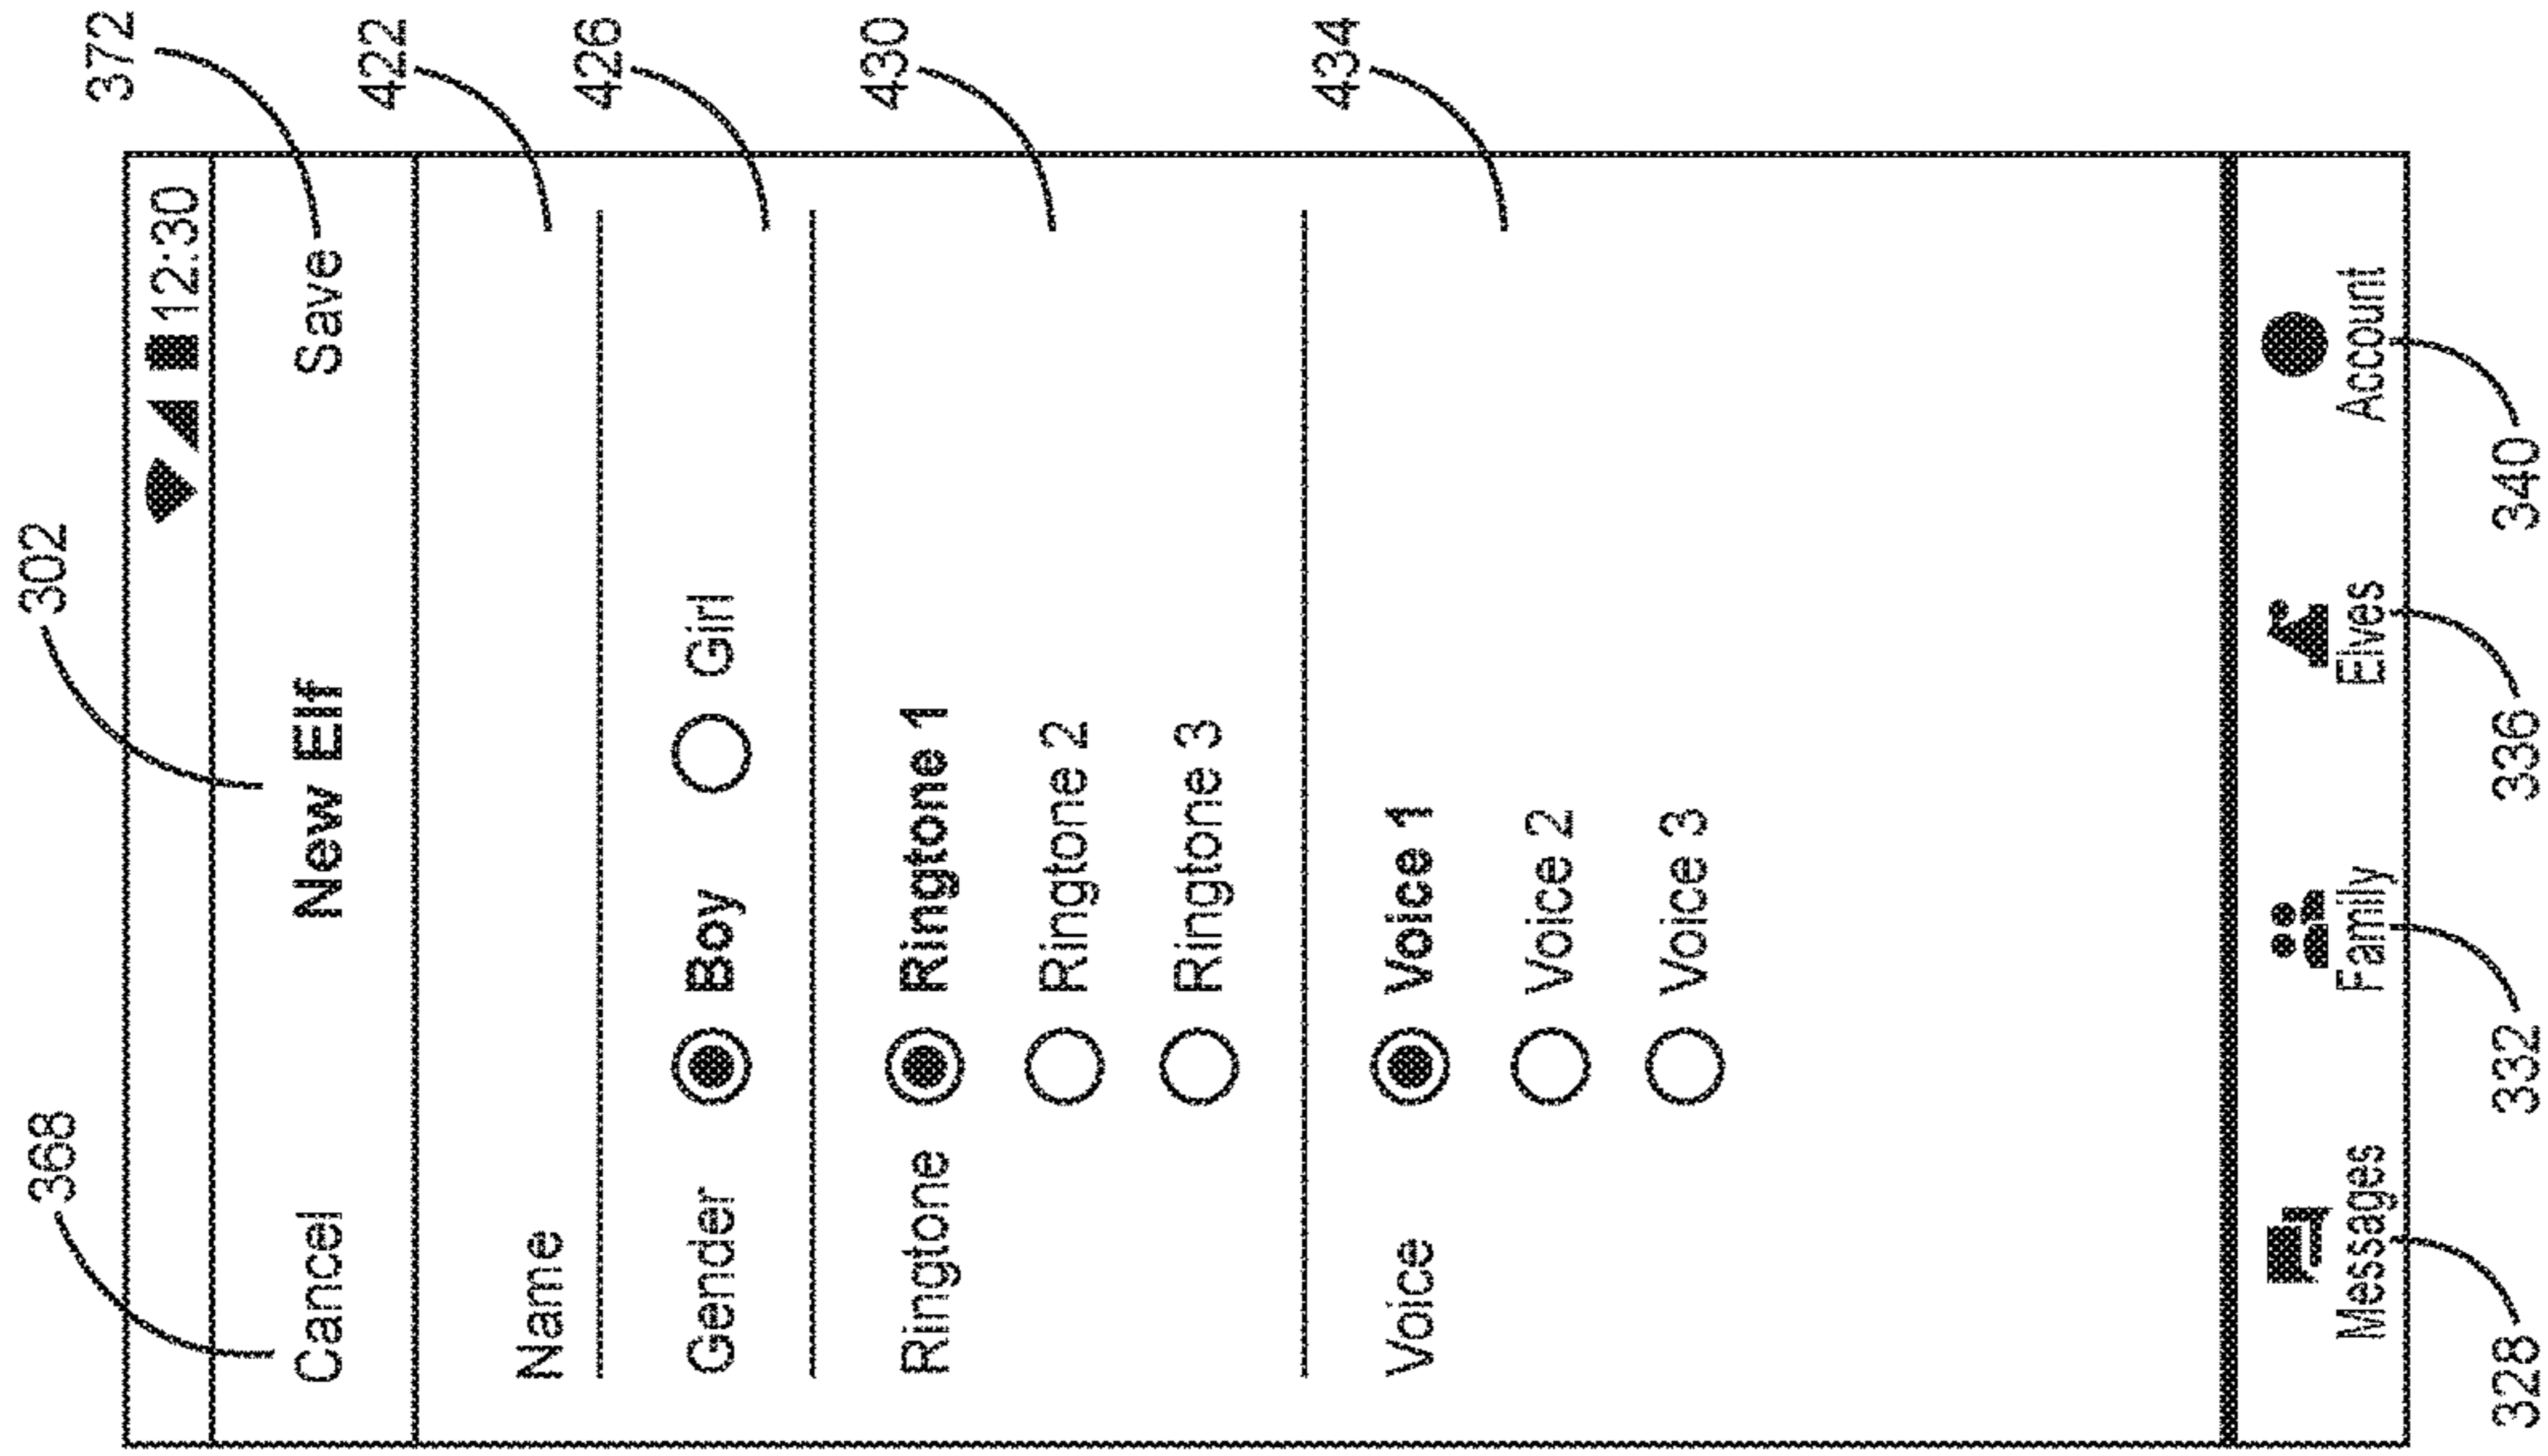 302
368
372
12:30
Cancel New Elf Save
422
Name
426
Gender Boy Girl
430
Ringtone Ringtone 1
Ringtone 2
Ringtone 3
434
Voice Voice 1
Voice 2
Voice 3
Messages Family Elves Account
328 332 336 340